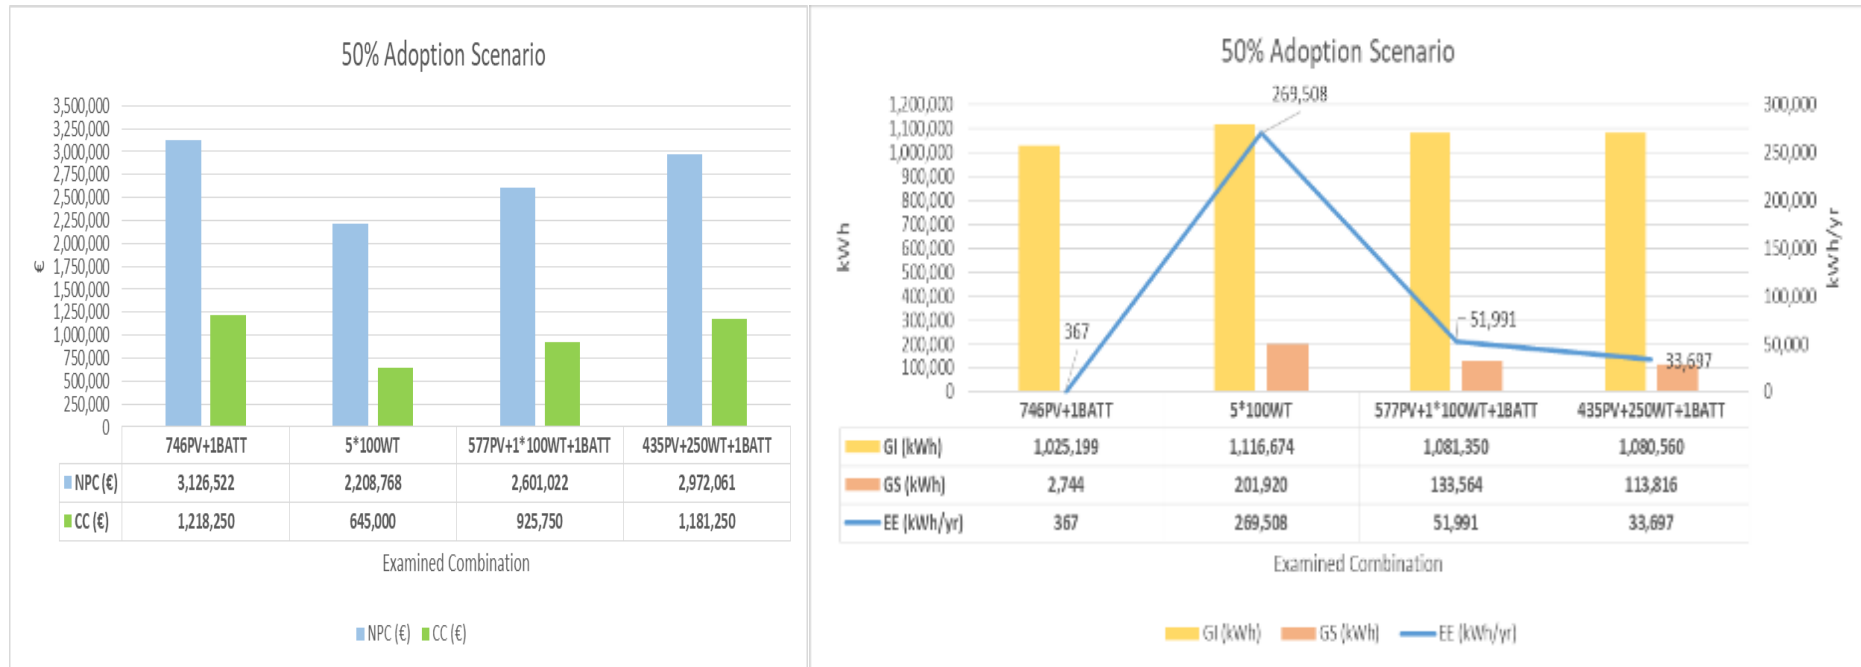 50% Adoption Scenario
3,500,000
3,250,000
3,000,000
2,750,000
2,500,000
2,250,000
2,000,000
1,750,000
1,500,000
1,250,000
1,000,000
750,000
500,000
250,000
0
€
746PV+1BATT 5*100WT 577PV+1*100WT+1BATT 435PV+250WT+1BATT
NPC (€) 3,126,522 2,208,768 2,601,022 2,972,061
CC (€) 1,218,250 645,000 925,750 1,181,250
Examined Combination
NPC (€) CC (€)
50% Adoption Scenario
1,200,000
1,100,000
1,000,000
900,000
800,000
700,000
600,000
500,000
400,000
300,000
200,000
100,000
0
kWh
300,000
250,000
200,000
150,000
100,000
50,000
0
kWh/yr
367
269,508
51,991
33,697
746PV+1BATT 5*100WT 577PV+1*100WT+1BATT 435PV+250WT+1BATT
GI (kWh) 1,025,199 1,116,674 1,081,350 1,080,560
GS (kWh) 2,744 201,920 133,564 113,816
EE (kWh/yr) 367 269,508 51,991 33,697
Examined Combination
GI (kWh) GS (kWh) EE (kWh/yr)